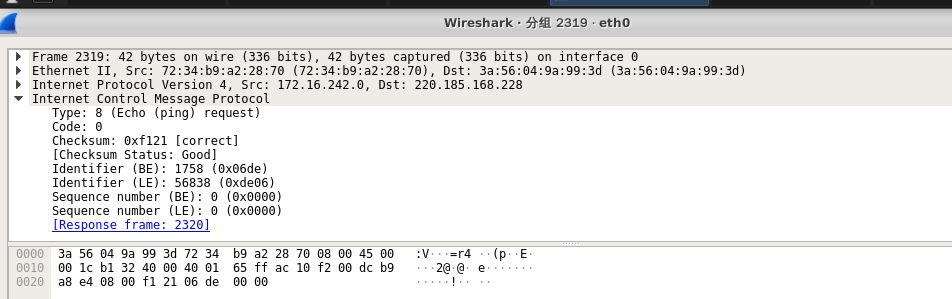 Wireshark · 分组 2319 · eth0
Frame 2319: 42 bytes on wire (336 bits), 42 bytes captured (336 bits) on interface 0
Ethernet II, Src: 72:34:b9:a2:28:70 (72:34:b9:a2:28:70), Dst: 3a:56:04:9a:99:3d (3a:56:04:9a:99:3d)
Internet Protocol Version 4, Src: 172.16.242.0, Dst: 220.185.168.228
Internet Control Message Protocol
Type: 8 (Echo (ping) request)
Code: 0
Checksum: 0xf121 [correct]
[Checksum Status: Good]
Identifier (BE): 1758 (0x06de)
Identifier (LE): 56838 (0xde06)
Sequence number (BE): 0 (0x0000)
Sequence number (LE): 0 (0x0000)
[Response frame: 2320]
0000 3a 56 04 9a 99 3d 72 34 b9 a2 28 70 08 00 45 00 :V···=r4 ··(p··E·
0010 00 1c b1 32 40 00 40 01 65 ff ac 10 f2 00 dc b9 ···2@·@· e·······
0020 a8 e4 08 00 f1 21 06 de 00 00 ·····!·· ··